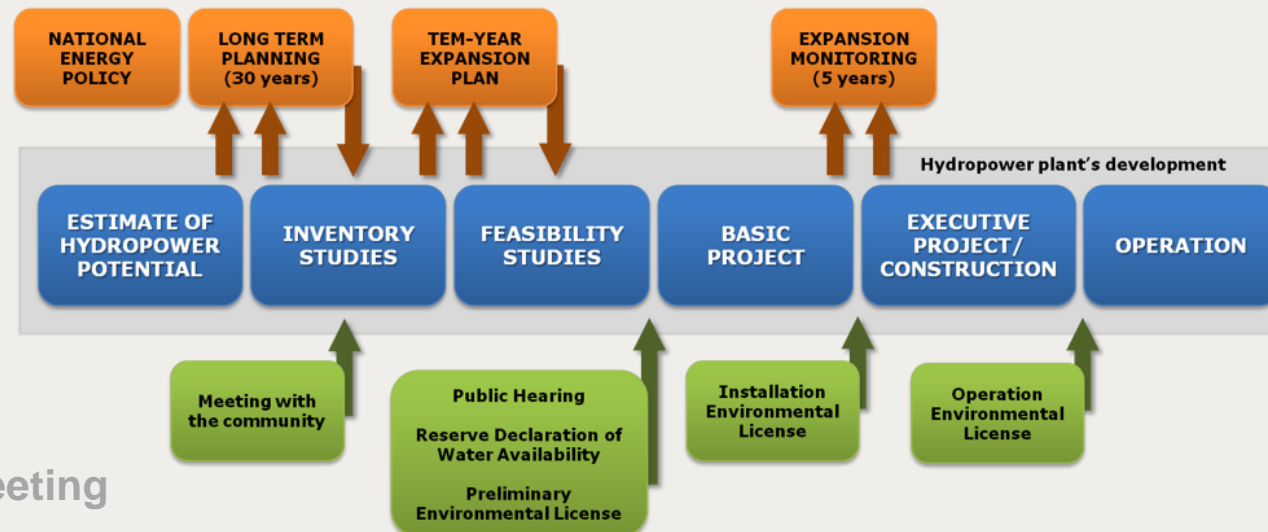 NATIONAL
ENERGY
POLICY
LONG TERM
PLANNING
(30 years)
TEM-YEAR
EXPANSION
PLAN
EXPANSION
MONITORING
(5 years)
Hydropower plant's development
ESTIMATE OF
HYDROPOWER
POTENTIAL
INVENTORY
STUDIES
FEASIBILITY
STUDIES
BASIC
PROJECT
EXECUTIVE
PROJECT/
CONSTRUCTION
OPERATION
Meeting with
the community
Public Hearing
Reserve Declaration of
Water Availability
Preliminary
Environmental License
Installation
Environmental
License
Operation
Environmental
License
eeting